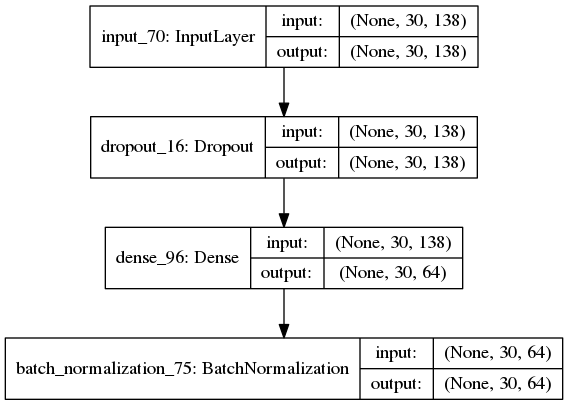 input_70: InputLayer
input: (None, 30, 138)
output: (None, 30, 138)
dropout_16: Dropout
input: (None, 30, 138)
output: (None, 30, 138)
dense_96: Dense
input: (None, 30, 138)
output: (None, 30, 64)
batch_normalization_75: BatchNormalization
input: (None, 30, 64)
output: (None, 30, 64)